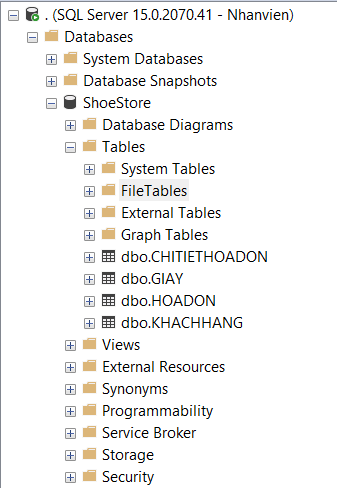 . (SQL Server 15.0.2070.41 - Nhanvien)
Databases
System Databases
Database Snapshots
ShoeStore
Database Diagrams
Tables
System Tables
FileTables
External Tables
Graph Tables
dbo.CHITIETHOADON
dbo.GIAY
dbo.HOADON
dbo.KHACHHANG
Views
External Resources
Synonyms
Programmability
Service Broker
Storage
Security